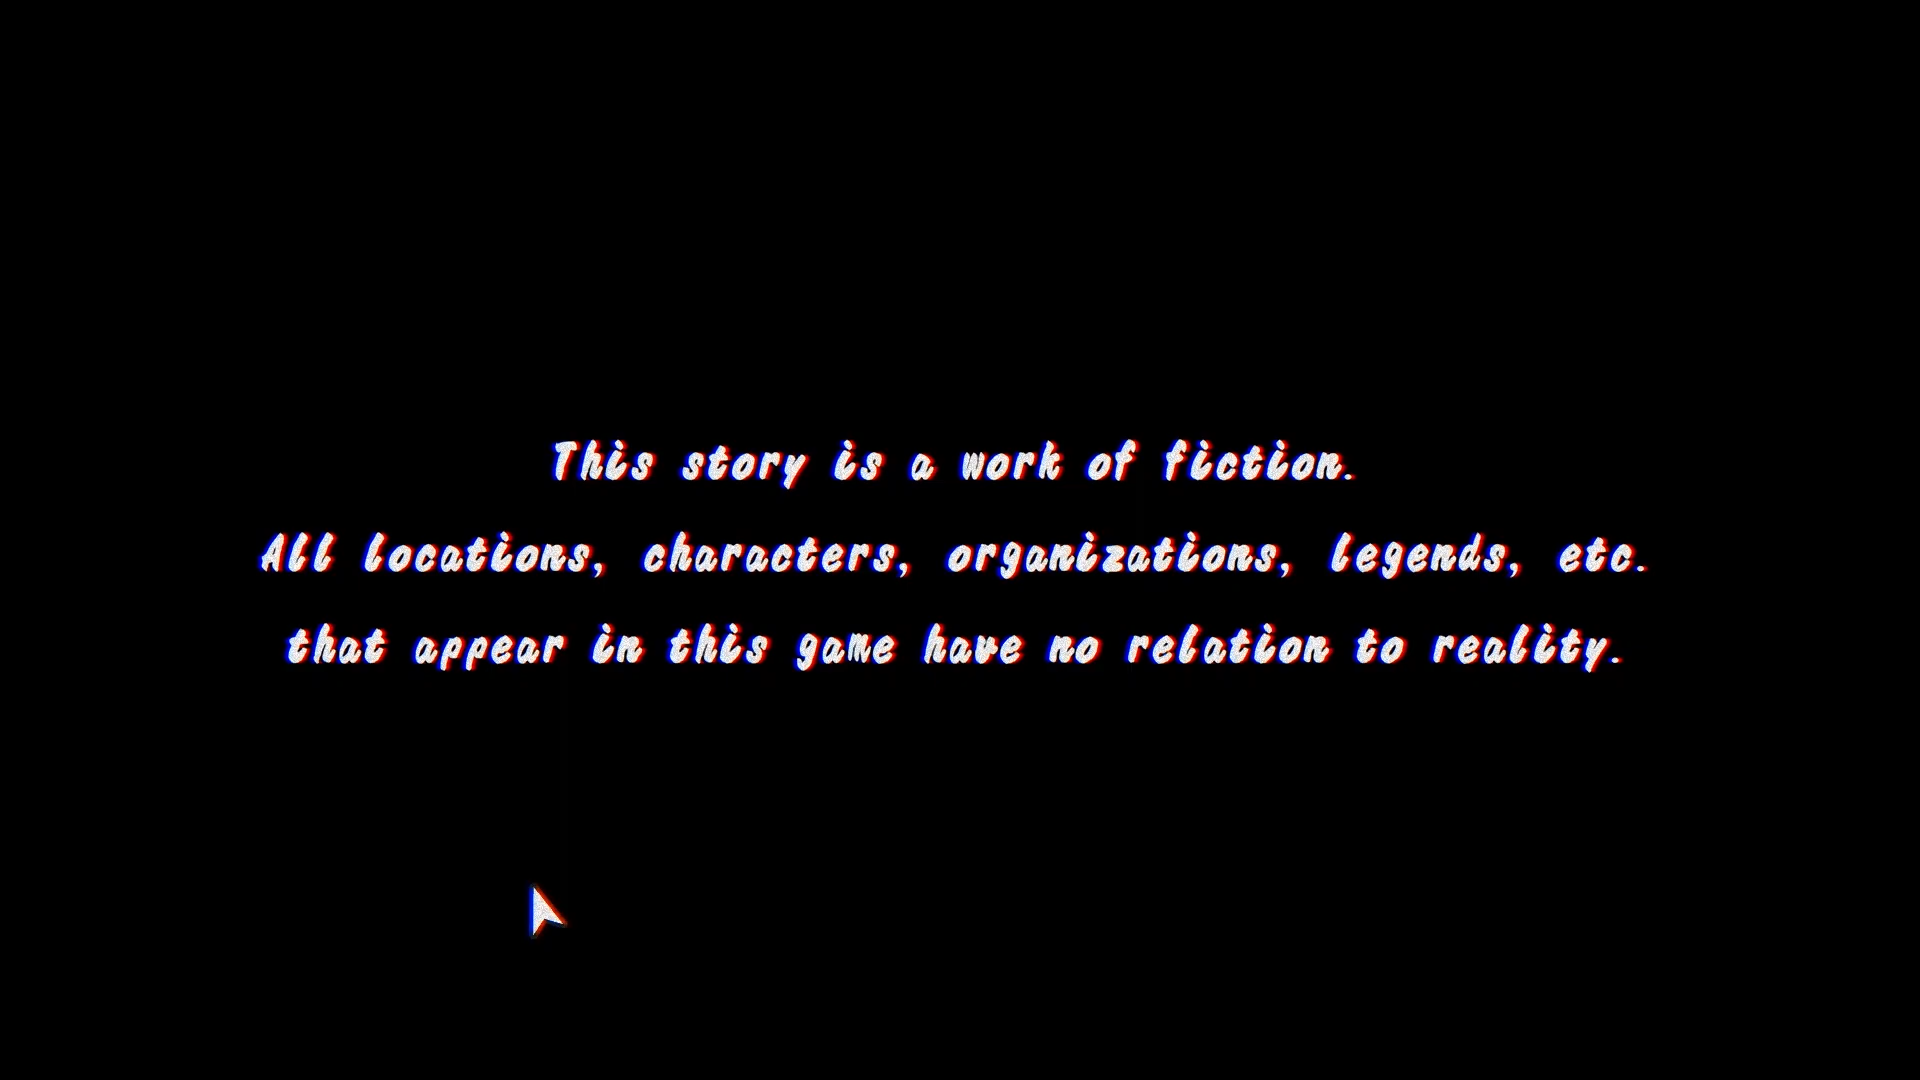 This story is a work of fiction.
All locations, characters, organizations, legends, etc.
that appear in this game have no relation to reality.